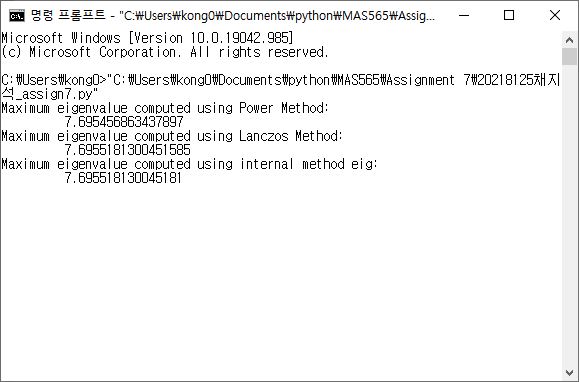 명령 프롬프트 - "C:₩Users₩kong0₩Documents₩python₩MAS565₩Assig...
Microsoft Windows [Version 10.0.19042.985]
(c) Microsoft Corporation. All rights reserved.
C:₩Users₩kong0>"C:₩Users₩kong0₩Documents₩python₩MAS565₩Assignment 7₩20218125채지
석_assign7.py"
Maximum eigenvalue computed using Power Method:
7.695456863437897
Maximum eigenvalue computed using Lanczos Method:
7.6955181300451585
Maximum eigenvalue computed using internal method eig:
7.695518130045181